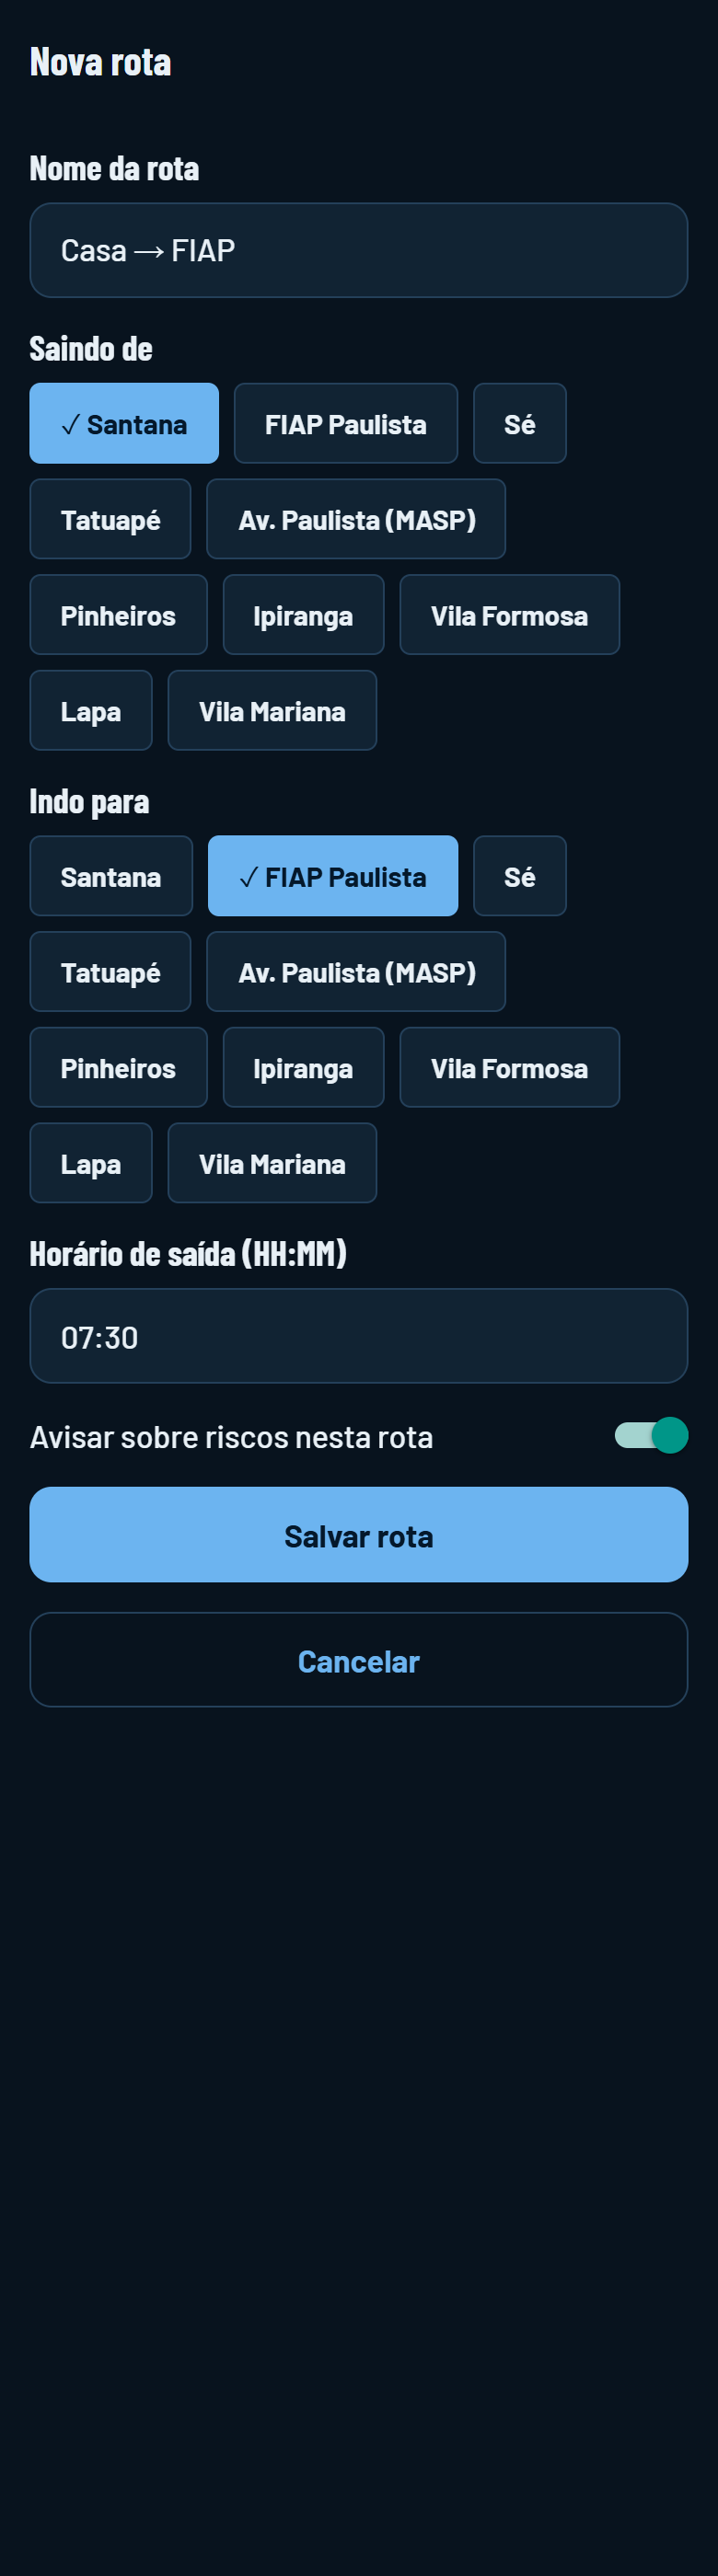 Nova rota
Nome da rota
Casa → FIAP
Saindo de
✓ Santana FIAP Paulista Sé
Tatuapé Av. Paulista (MASP)
Pinheiros Ipiranga Vila Formosa
Lapa Vila Mariana
Indo para
Santana ✓ FIAP Paulista Sé
Tatuapé Av. Paulista (MASP)
Pinheiros Ipiranga Vila Formosa
Lapa Vila Mariana
Horário de saída (HH:MM)
07:30
Avisar sobre riscos nesta rota
Salvar rota
Cancelar